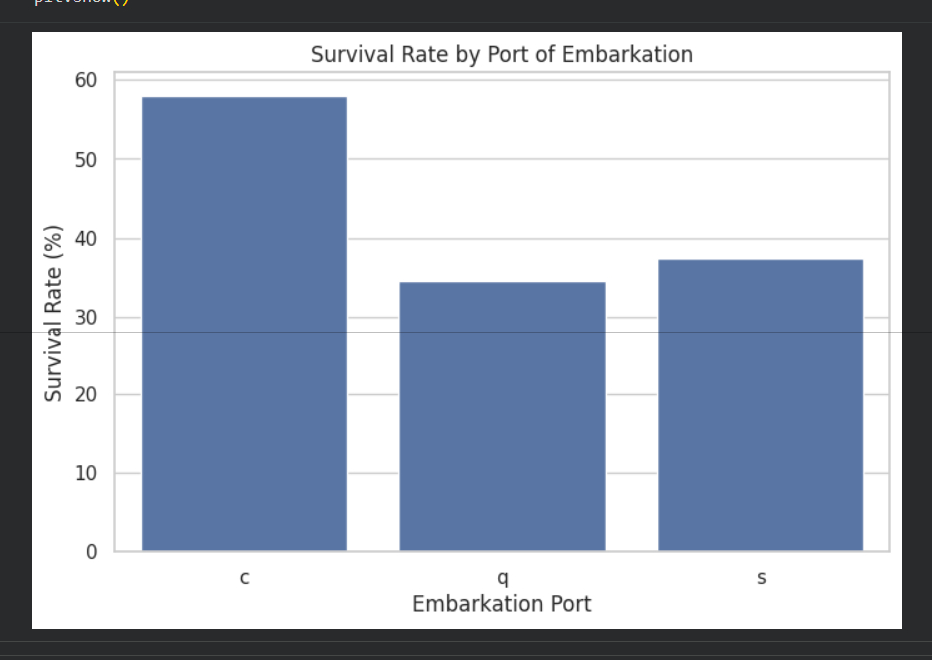 Survival Rate by Port of Embarkation
60
50
40
30
20
10
0
Survival Rate (%)
c q s
Embarkation Port